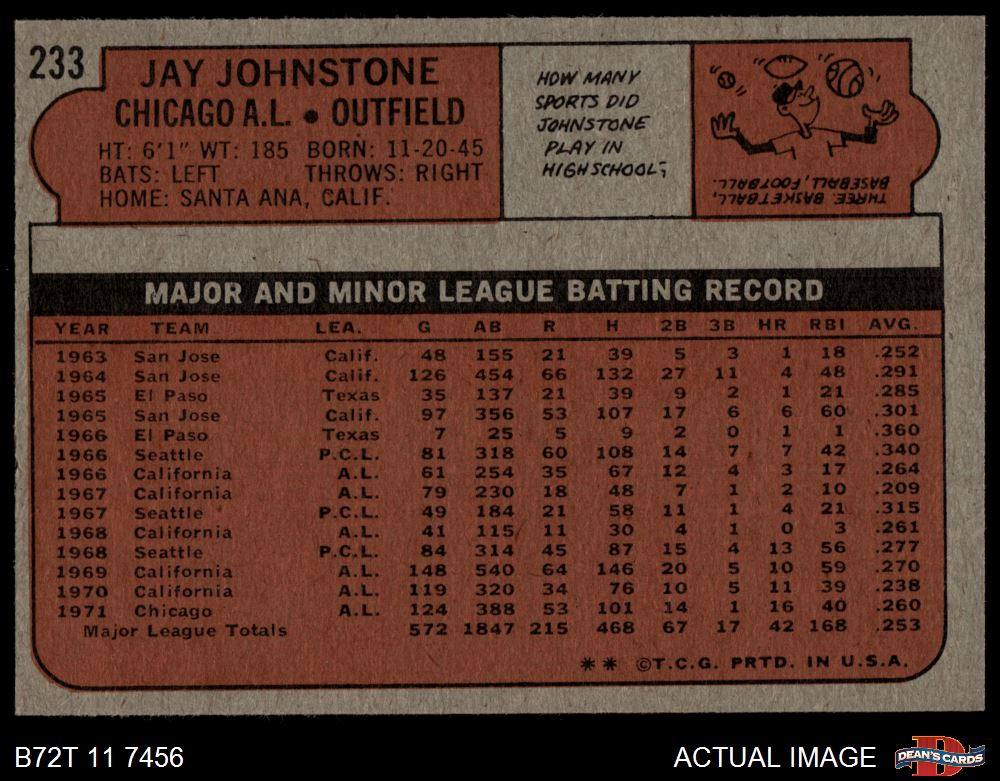 233
JAY JOHNSTONE
CHICAGO A.L. • OUTFIELD
HT: 6'1" WT: 185 BORN: 11-20-45
BATS: LEFT THROWS: RIGHT
HOME: SANTA ANA, CALIF.
HOW MANY
SPORTS DID
JOHNSTONE
PLAY IN
HIGH SCHOOL?
THREE. BASKETBALL,
BASEBALL, FOOTBALL.
MAJOR AND MINOR LEAGUE BATTING RECORD
YEAR TEAM LEA. G AB R H 2B 3B HR RBI AVG.
1963 San Jose Calif. 48 155 21 39 5 3 1 18 .252
1964 San Jose Calif. 126 454 66 132 27 11 4 48 .291
1965 El Paso Texas 35 137 21 39 9 2 1 21 .285
1965 San Jose Calif. 97 356 53 107 17 6 6 60 .301
1966 El Paso Texas 7 25 5 9 2 0 1 1 .360
1966 Seattle P.C.L. 81 318 60 108 14 7 7 42 .340
1966 California A.L. 61 254 35 67 12 4 3 17 .264
1967 California A.L. 79 230 18 48 7 1 2 10 .209
1967 Seattle P.C.L. 49 184 21 58 11 1 4 21 .315
1968 California A.L. 41 115 11 30 4 1 0 3 .261
1968 Seattle P.C.L. 84 314 45 87 15 4 13 56 .277
1969 California A.L. 148 540 64 146 20 5 10 59 .270
1970 California A.L. 119 320 34 76 10 5 11 39 .238
1971 Chicago A.L. 124 388 53 101 14 1 16 40 .260
Major League Totals 572 1847 215 468 67 17 42 168 .253
** ©T.C.G. PRTD. IN U.S.A.
B72T 11 7456
ACTUAL IMAGE
D
DEAN'S CARDS